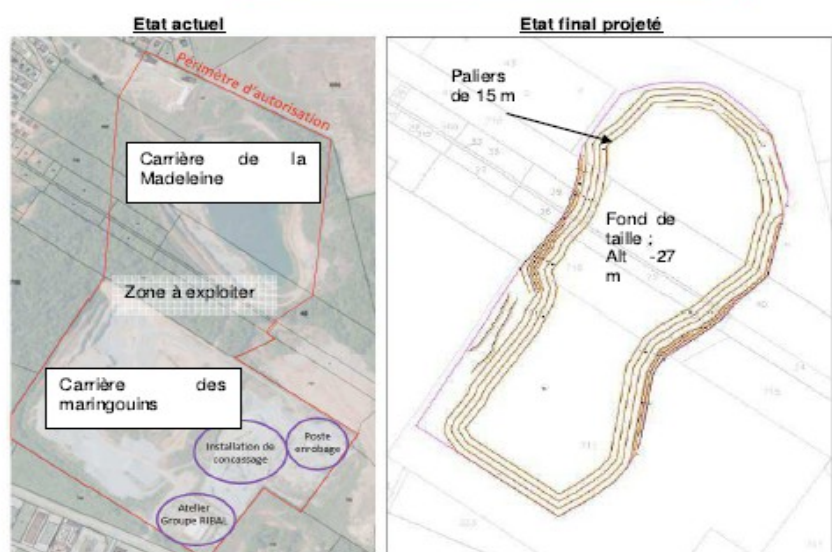 Etat actuel
Périmètre d'autorisation
Carrière de la
Madeleine
Zone à exploiter
Carrière des
maringouins
Installation de
concassage
Poste
enrobage
Atelier
Groupe RIBAL
Etat final projeté
Paliers
de 15 m
Fond de
taille ;
Alt -27
m